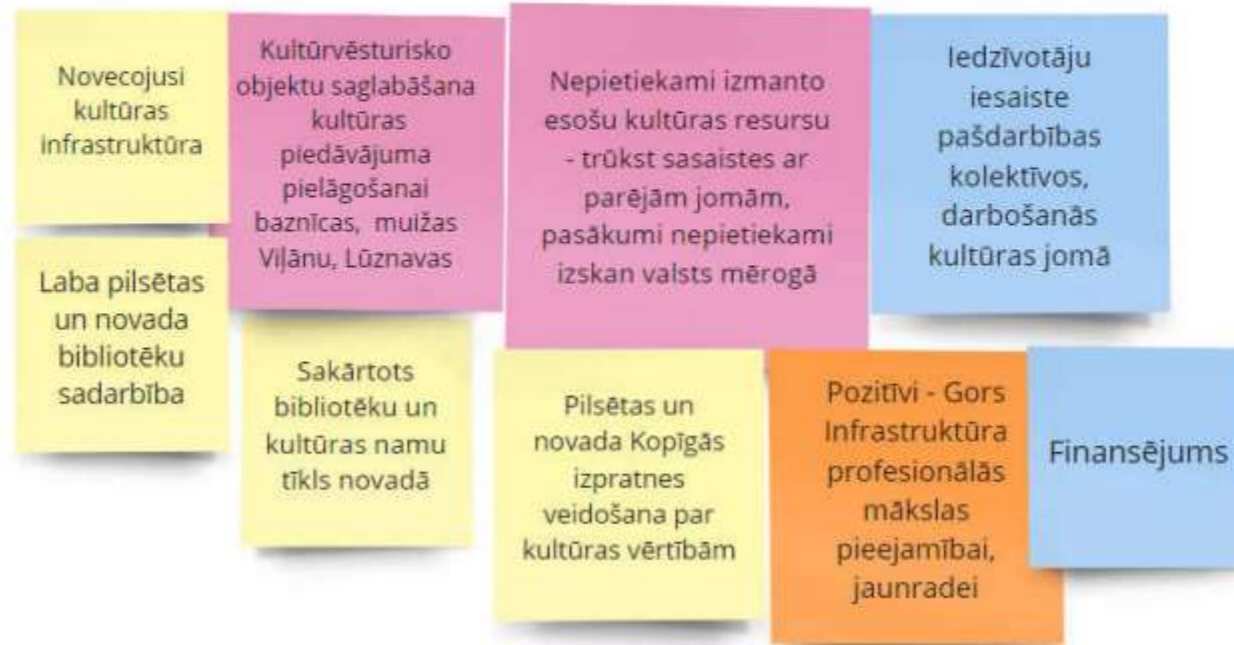 Novecojusi
kultūras
infrastruktūra
Kultūrvēsturisko
objektu saglabāšana
kultūras
piedāvājuma
pielāgošanai
baznīcas, muižas
Viļānu, Lūznavas
Nepietiekami izmanto
esošu kultūras resursu
- trūkst sasaistes ar
parējām jomām,
pasākumi nepietiekami
izskan valsts mērogā
Iedzīvotāju
iesaiste
pašdarbības
kolektīvos,
darbošanās
kultūras jomā
Laba pilsētas
un novada
bibliotēku
sadarbība
Sakārtots
bibliotēku un
kultūras namu
tīkls novadā
Pilsētas un
novada Kopīgās
izpratnes
veidošana par
kultūras vērtībām
Pozitīvi - Gors
Infrastruktūra
profesionālās
mākslas
pieejamībai,
jaunradei
Finansējums